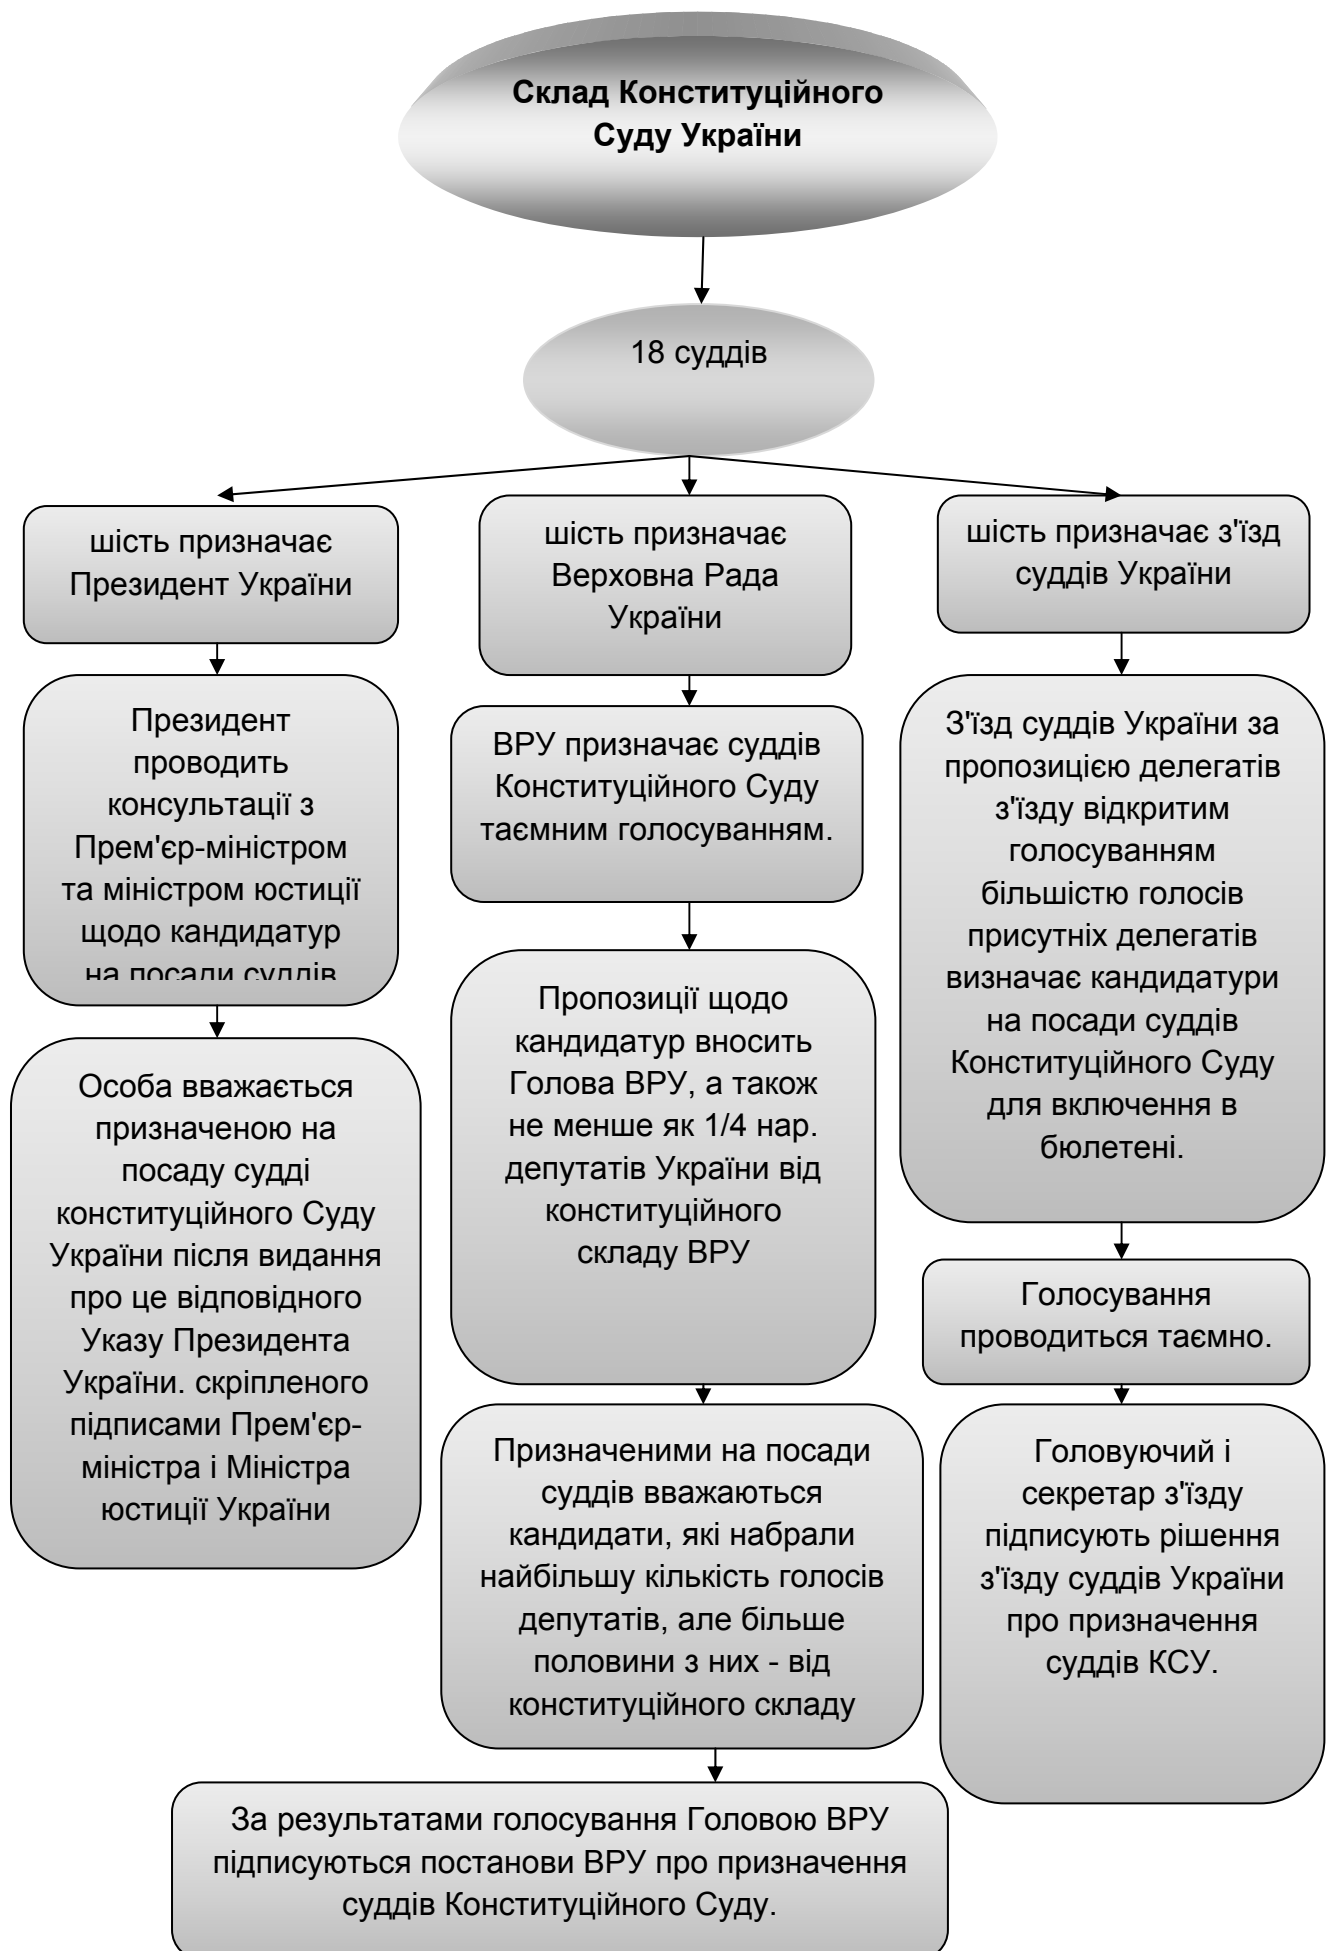 Склад Конституційного
Суду України
18 суддів
шість призначає
Президент України
Президент
проводить
консультації з
Прем'єр-міністром
та міністром юстиції
щодо кандидатур
на посади суддів
Особа вважається
призначеною на
посаду судді
конституційного Суду
України після видання
про це відповідного
Указу Президента
України. скріпленого
підписами Прем'єр-
міністра і Міністра
юстиції України
шість призначає
Верховна Рада
України
ВРУ призначає суддів
Конституційного Суду
таємним голосуванням.
Пропозиції щодо
кандидатур вносить
Голова ВРУ, а також
не менше як 1/4 нар.
депутатів України від
конституційного
складу ВРУ
Призначеними на посади
суддів вважаються
кандидати, які набрали
найбільшу кількість голосів
депутатів, але більше
половини з них - від
конституційного складу
За результатами голосування Головою ВРУ
підписуються постанови ВРУ про призначення
суддів Конституційного Суду.
шість призначає з'їзд
суддів України
З'їзд суддів України за
пропозицією делегатів
з'їзду відкритим
голосуванням
більшістю голосів
присутніх делегатів
визначає кандидатури
на посади суддів
Конституційного Суду
для включення в
бюлетені.
Голосування
проводиться таємно.
Головуючий і
секретар з'їзду
підписують рішення
з'їзду суддів України
про призначення
суддів КСУ.